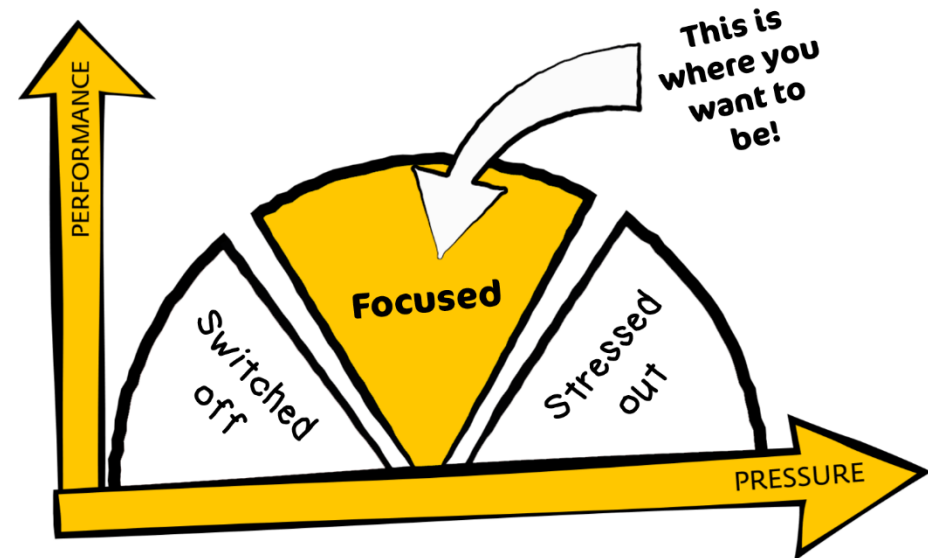 This is
where you
want to
be!
PERFORMANCE
Focused
Switched
off
Stressed
out
PRESSURE